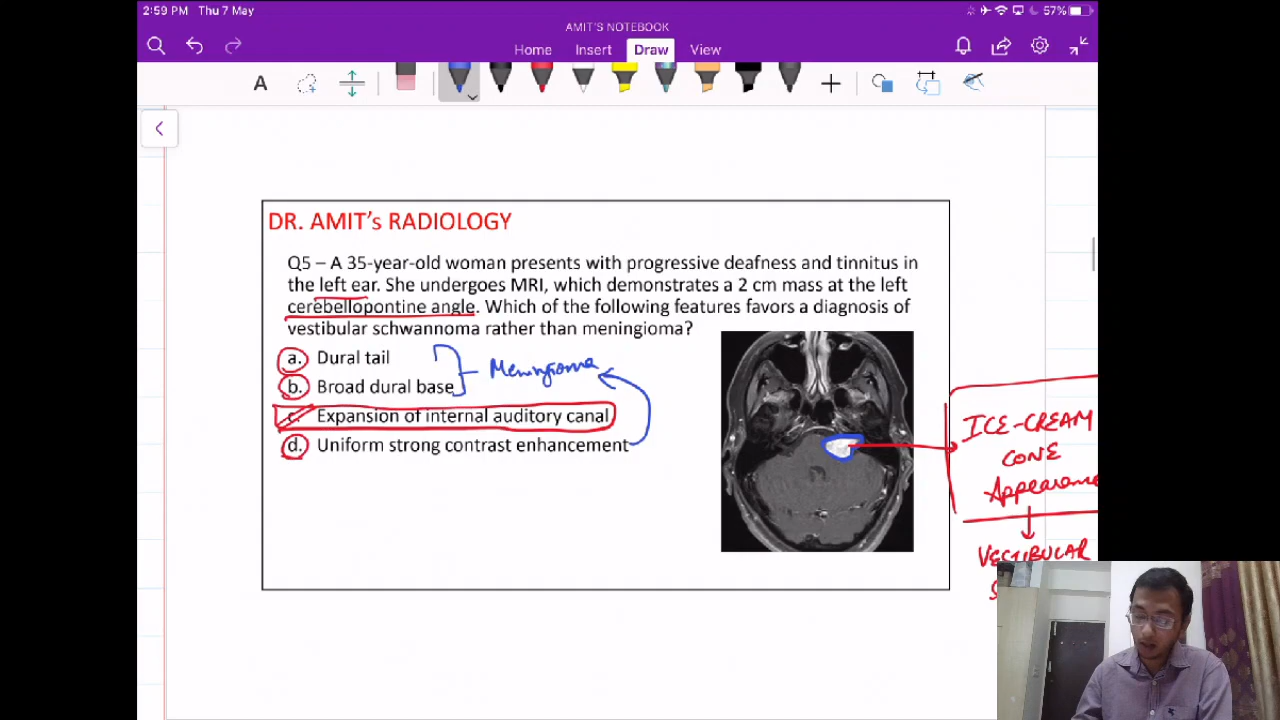 2:59 PM Thu 7 May
57%
AMIT'S NOTEBOOK
Home Insert Draw View
A
DR. AMIT's RADIOLOGY
Q5 – A 35-year-old woman presents with progressive deafness and tinnitus in
the left ear. She undergoes MRI, which demonstrates a 2 cm mass at the left
cerebellopontine angle. Which of the following features favors a diagnosis of
vestibular schwannoma rather than meningioma?
a. Dural tail
b. Broad dural base
Meningioma
c. Expansion of internal auditory canal
d. Uniform strong contrast enhancement
ICE-CREAM
CONE
Appearance
VESTIBULAR